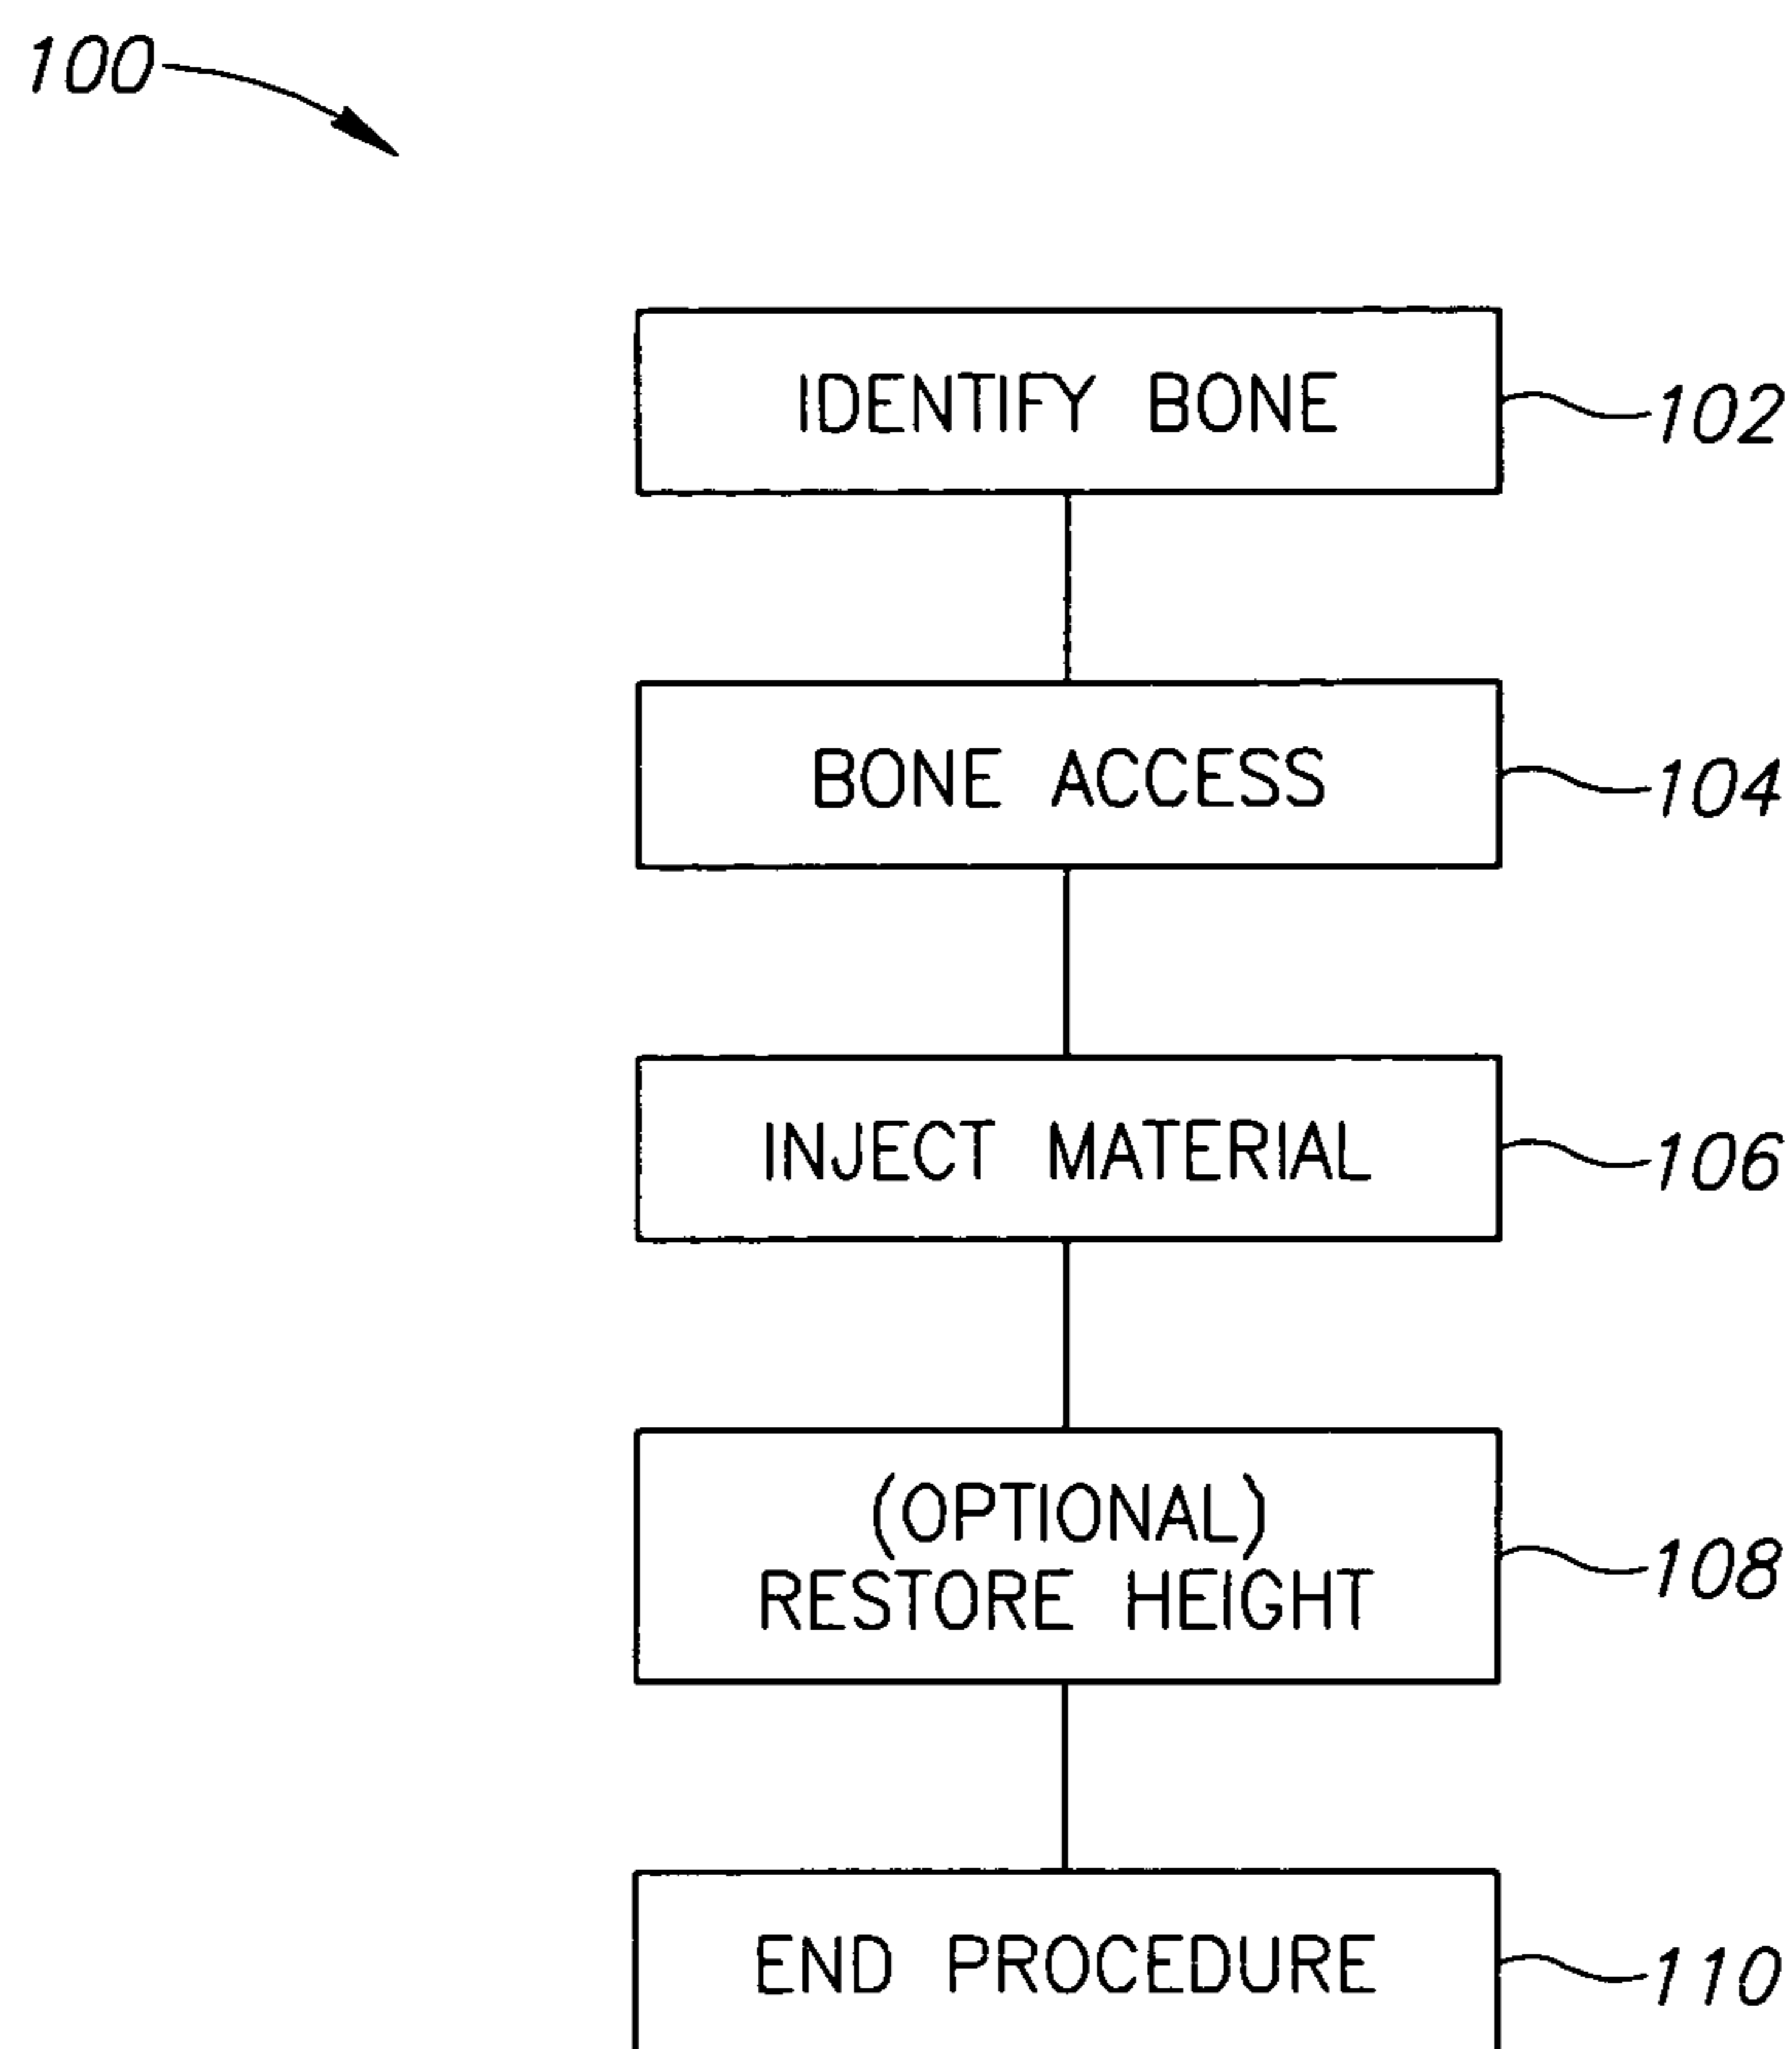 100
IDENTIFY BONE
102
BONE ACCESS
104
INJECT MATERIAL
106
(OPTIONAL)
RESTORE HEIGHT
108
END PROCEDURE
110